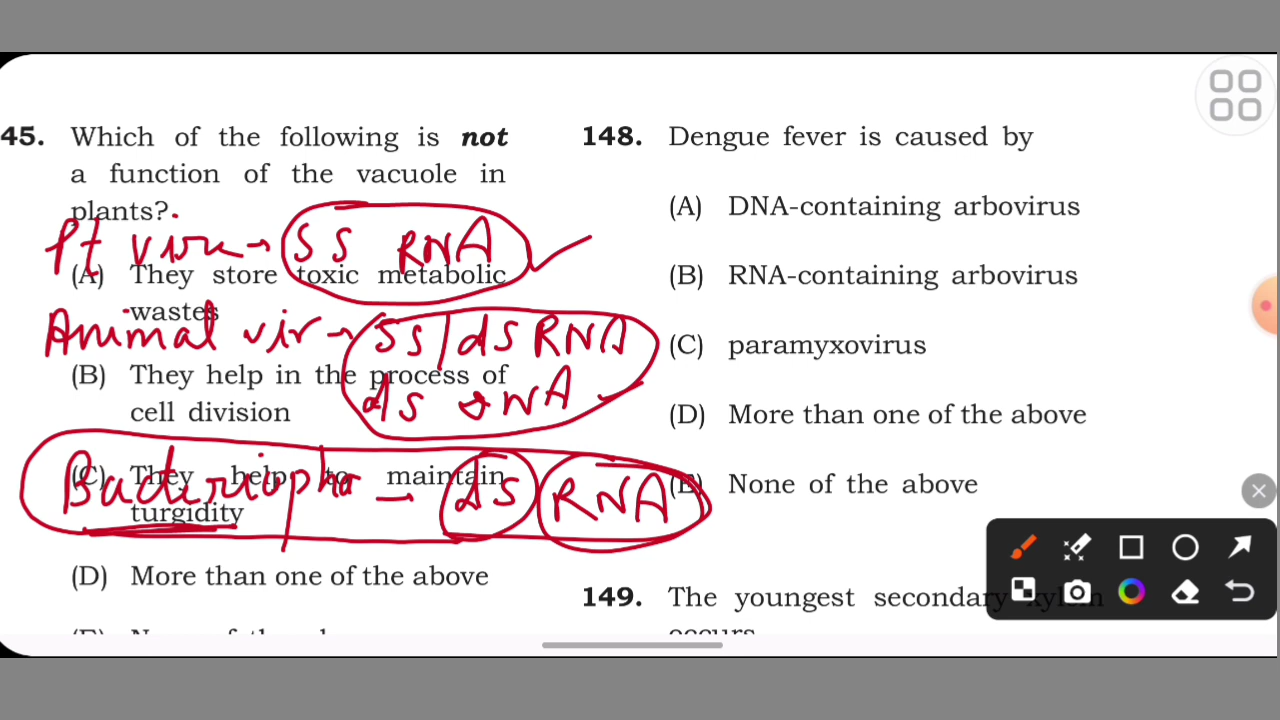 45. Which of the following is not
a function of the vacuole in
plants?
Pt virus → SS RNA
(A) They store toxic metabolic
wastes
Animal vir → SS/dS RNA
(B) They help in the process of
dS DNA
cell division
(C) They help to maintain
Bacteriopha - dS RNA
turgidity
(D) More than one of the above
148. Dengue fever is caused by
(A) DNA-containing arbovirus
(B) RNA-containing arbovirus
(C) paramyxovirus
(D) More than one of the above
(E) None of the above
149. The youngest secondary xylem
occurs